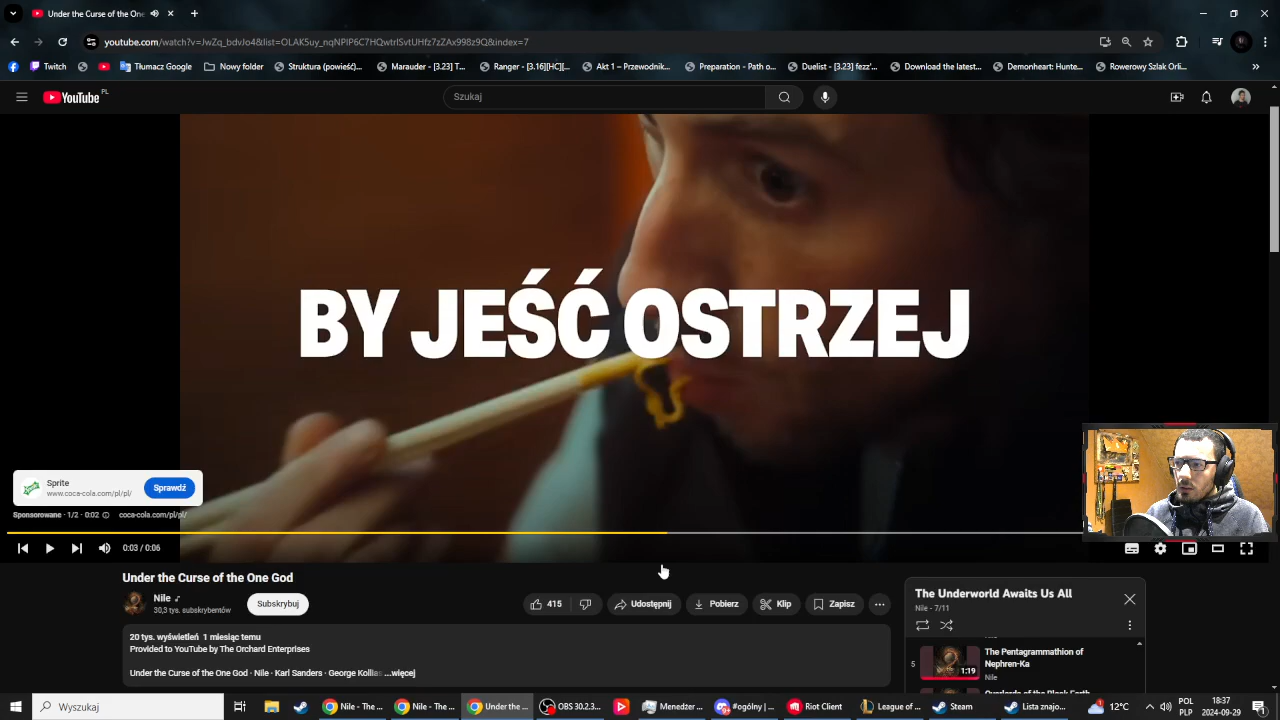 Under the Curse of the One
youtube.com/watch?v=JwZq_bdvJo4&list=OLAK5uy_nqNPIP6C7HQwtrISvtUHfz7zZAx998z9Q&index=7
Twitch
Tłumacz Google
Nowy folder
Struktura (powieść)...
Marauder - [3.23] T...
Ranger - [3.16][HC]...
Akt 1 – Przewodnik...
Preparation - Path o...
Duelist - [3.23] fezz'...
Download the latest...
Demonheart: Hunte...
Rowerowy Szlak Orli...
YouTube PL
Szukaj
BY JEŚĆ OSTRZEJ
Sprite
www.coca-cola.com/pl/pl/
Sprawdź
Sponsorowane · 1/2 · 0:02
coca-cola.com/pl/pl/
0:03 / 0:06
Under the Curse of the One God
Nile
30,3 tys. subskrybentów
Subskrybuj
415
Udostępnij
Pobierz
Klip
Zapisz
20 tys. wyświetleń 1 miesiąc temu
Provided to YouTube by The Orchard Enterprises
Under the Curse of the One God · Nile · Karl Sanders · George Kollias ...więcej
The Underworld Awaits Us All
Nile - 7/11
5
1:19
The Pentagrammathion of
Nephren-Ka
Nile
Wyszukaj
Nile - The ...
Nile - The ...
Under the ...
OBS 30.2.3...
Menedżer ...
#ogólny | ...
Riot Client
League of ...
Steam
Lista znajo...
12°C
POL
PL
18:37
2024-09-29